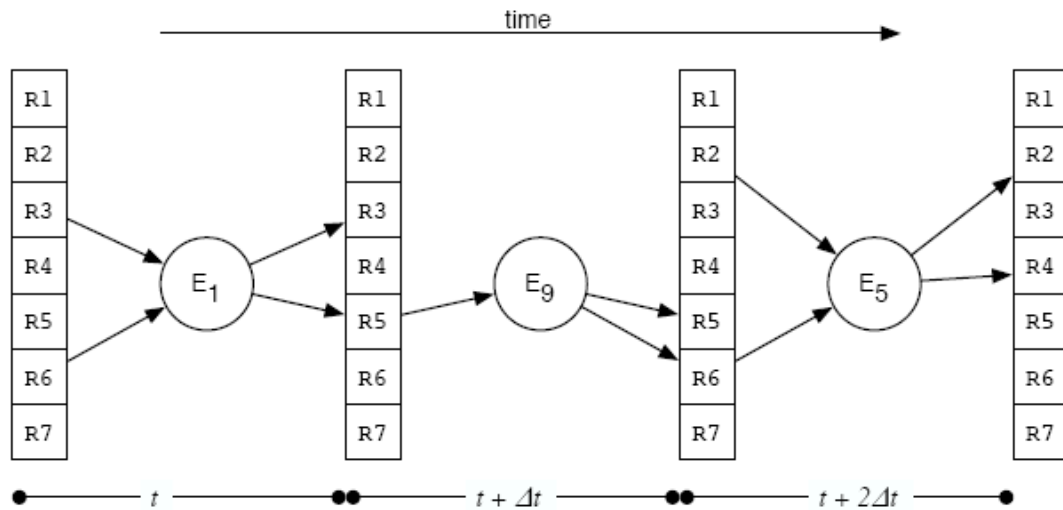 time
R1 R1 R1 R1
R2 R2 R2 R2
R3 R3 R3 R3
R4 R4 R4 R4
E1 E9 E5
R5 R5 R5 R5
R6 R6 R6 R6
R7 R7 R7 R7
t t + Δt t + 2Δt